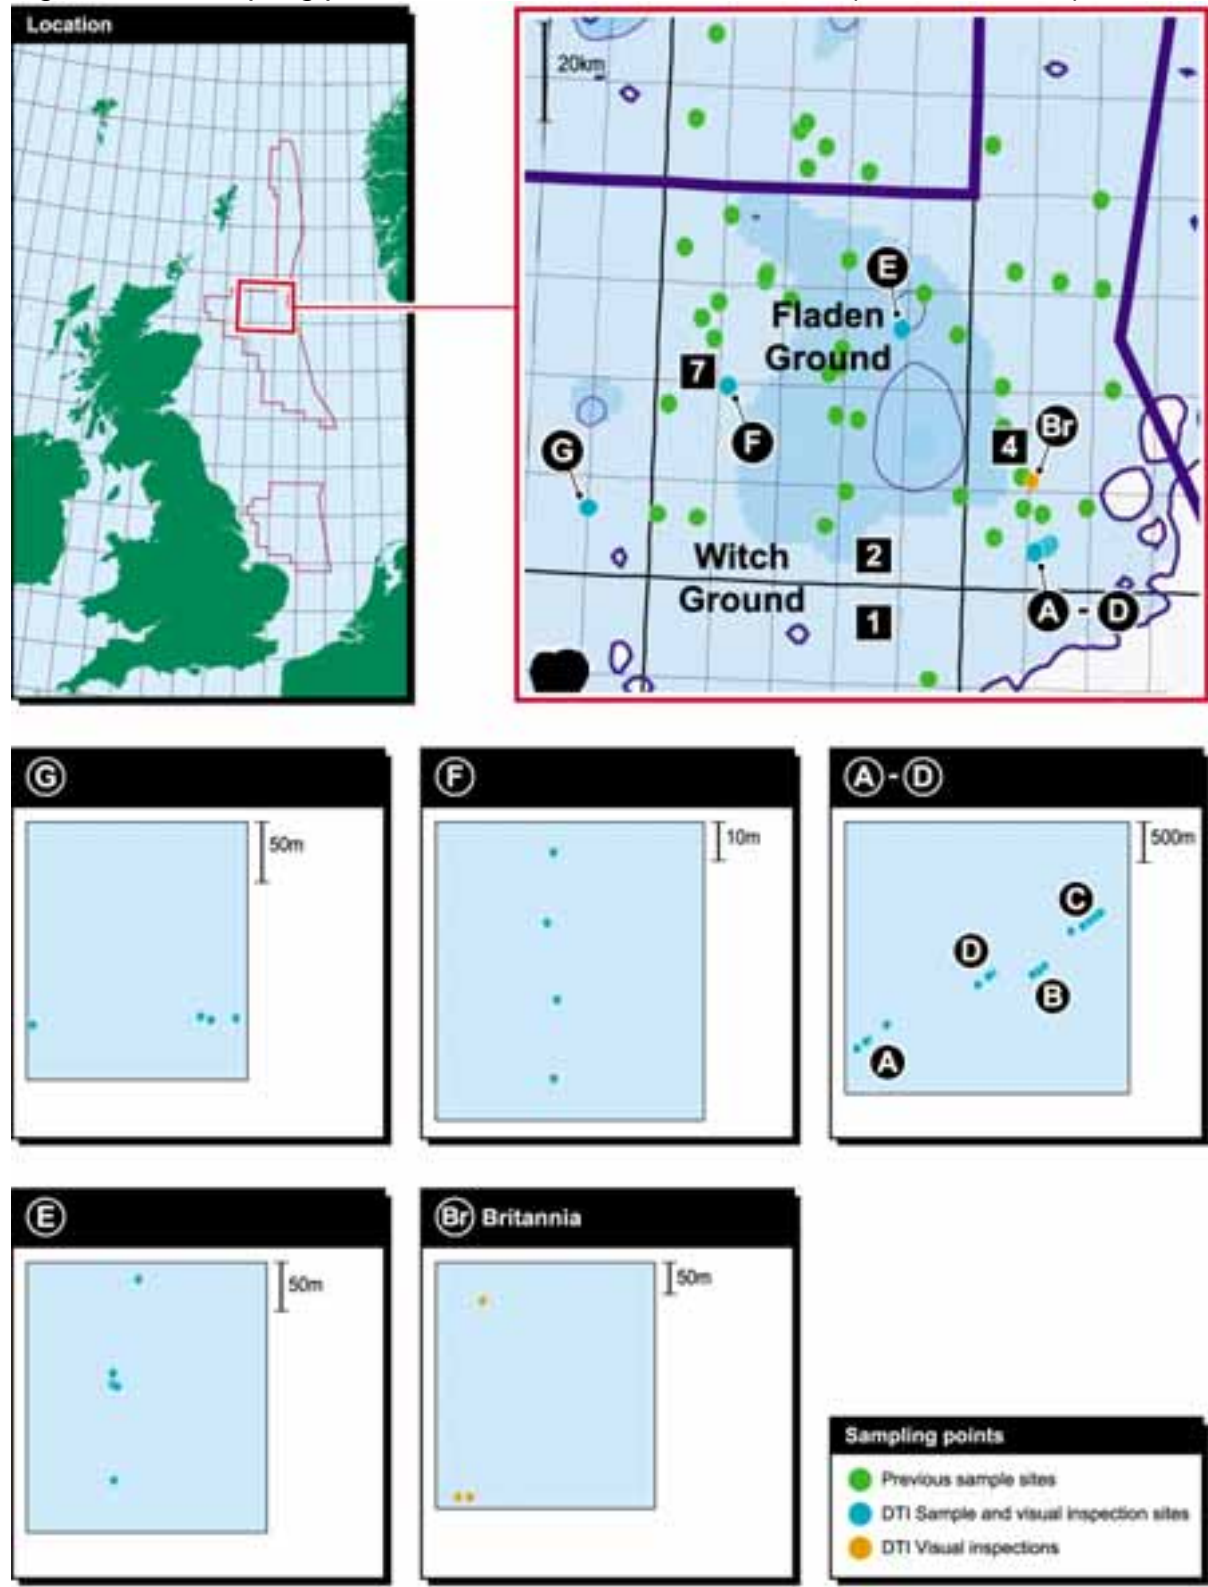 Location
20km
E
Fladen
Ground
7
F
G
4
Br
Witch
Ground
2
1
A - D
G
50m
F
10m
A - D
500m
C
D
B
A
E
50m
Br Britannia
50m
Sampling points
Previous sample sites
DTI Sample and visual inspection sites
DTI Visual inspections